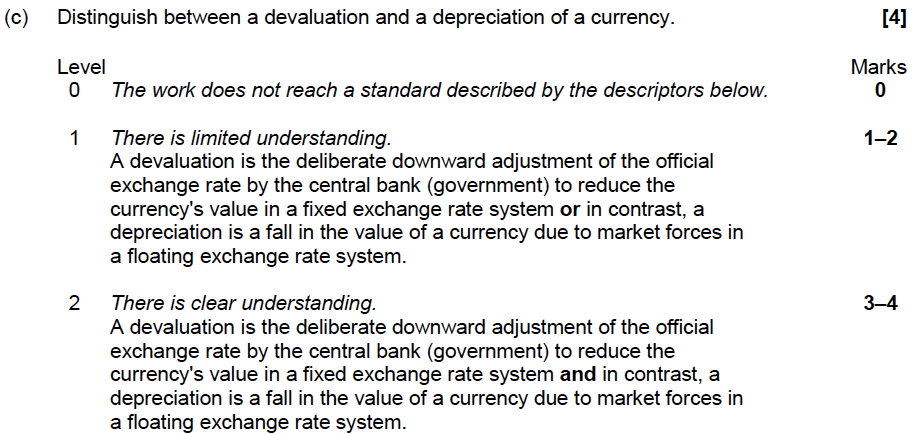 (c) Distinguish between a devaluation and a depreciation of a currency. [4]
Level Marks
0 The work does not reach a standard described by the descriptors below. 0
1 There is limited understanding. 1–2
A devaluation is the deliberate downward adjustment of the official
exchange rate by the central bank (government) to reduce the
currency's value in a fixed exchange rate system or in contrast, a
depreciation is a fall in the value of a currency due to market forces in
a floating exchange rate system.
2 There is clear understanding. 3–4
A devaluation is the deliberate downward adjustment of the official
exchange rate by the central bank (government) to reduce the
currency's value in a fixed exchange rate system and in contrast, a
depreciation is a fall in the value of a currency due to market forces in
a floating exchange rate system.